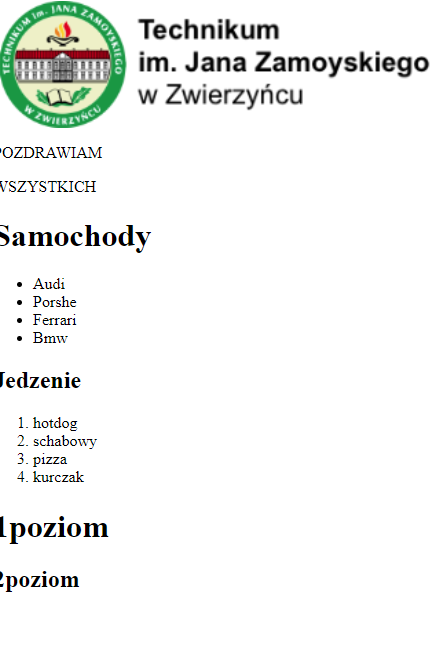 TECHNIKUM IM. JANA ZAMOYSKIEGO
W ZWIERZYŃCU
Technikum
im. Jana Zamoyskiego
w Zwierzyńcu
POZDRAWIAM
WSZYSTKICH
Samochody
• Audi
• Porshe
• Ferrari
• Bmw
Jedzenie
1. hotdog
2. schabowy
3. pizza
4. kurczak
1poziom
2poziom